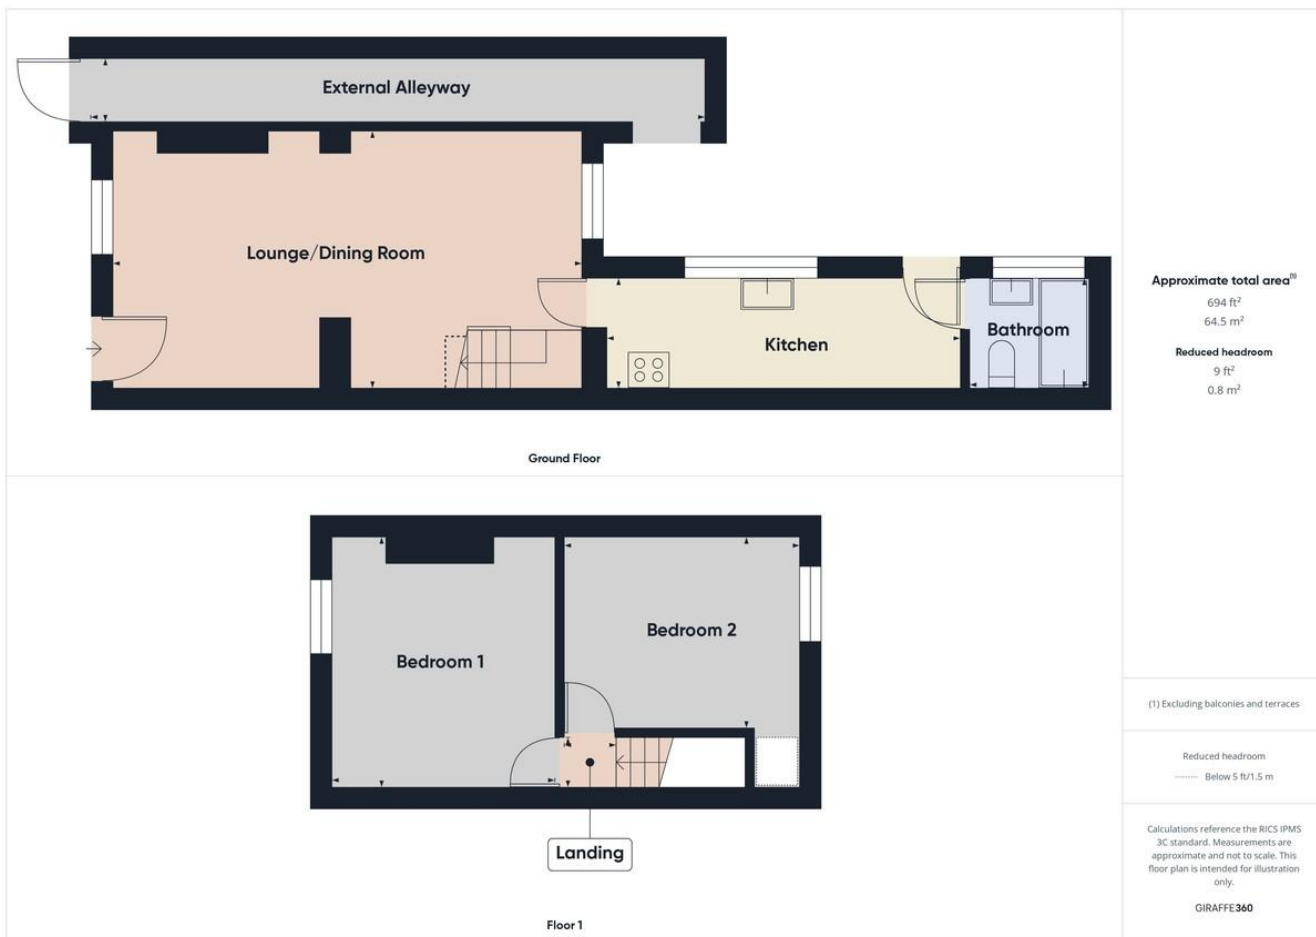 External Alleyway
Lounge/Dining Room
Kitchen
Bathroom
Ground Floor
Bedroom 1
Bedroom 2
Landing
Floor 1
Approximate total area(1)
694 ft²
64.5 m²
Reduced headroom
9 ft²
0.8 m²
(1) Excluding balconies and terraces
Reduced headroom
Below 5 ft/1.5 m
Calculations reference the RICS IPMS
3C standard. Measurements are
approximate and not to scale. This
floor plan is intended for illustration
only.
GIRAFFE360